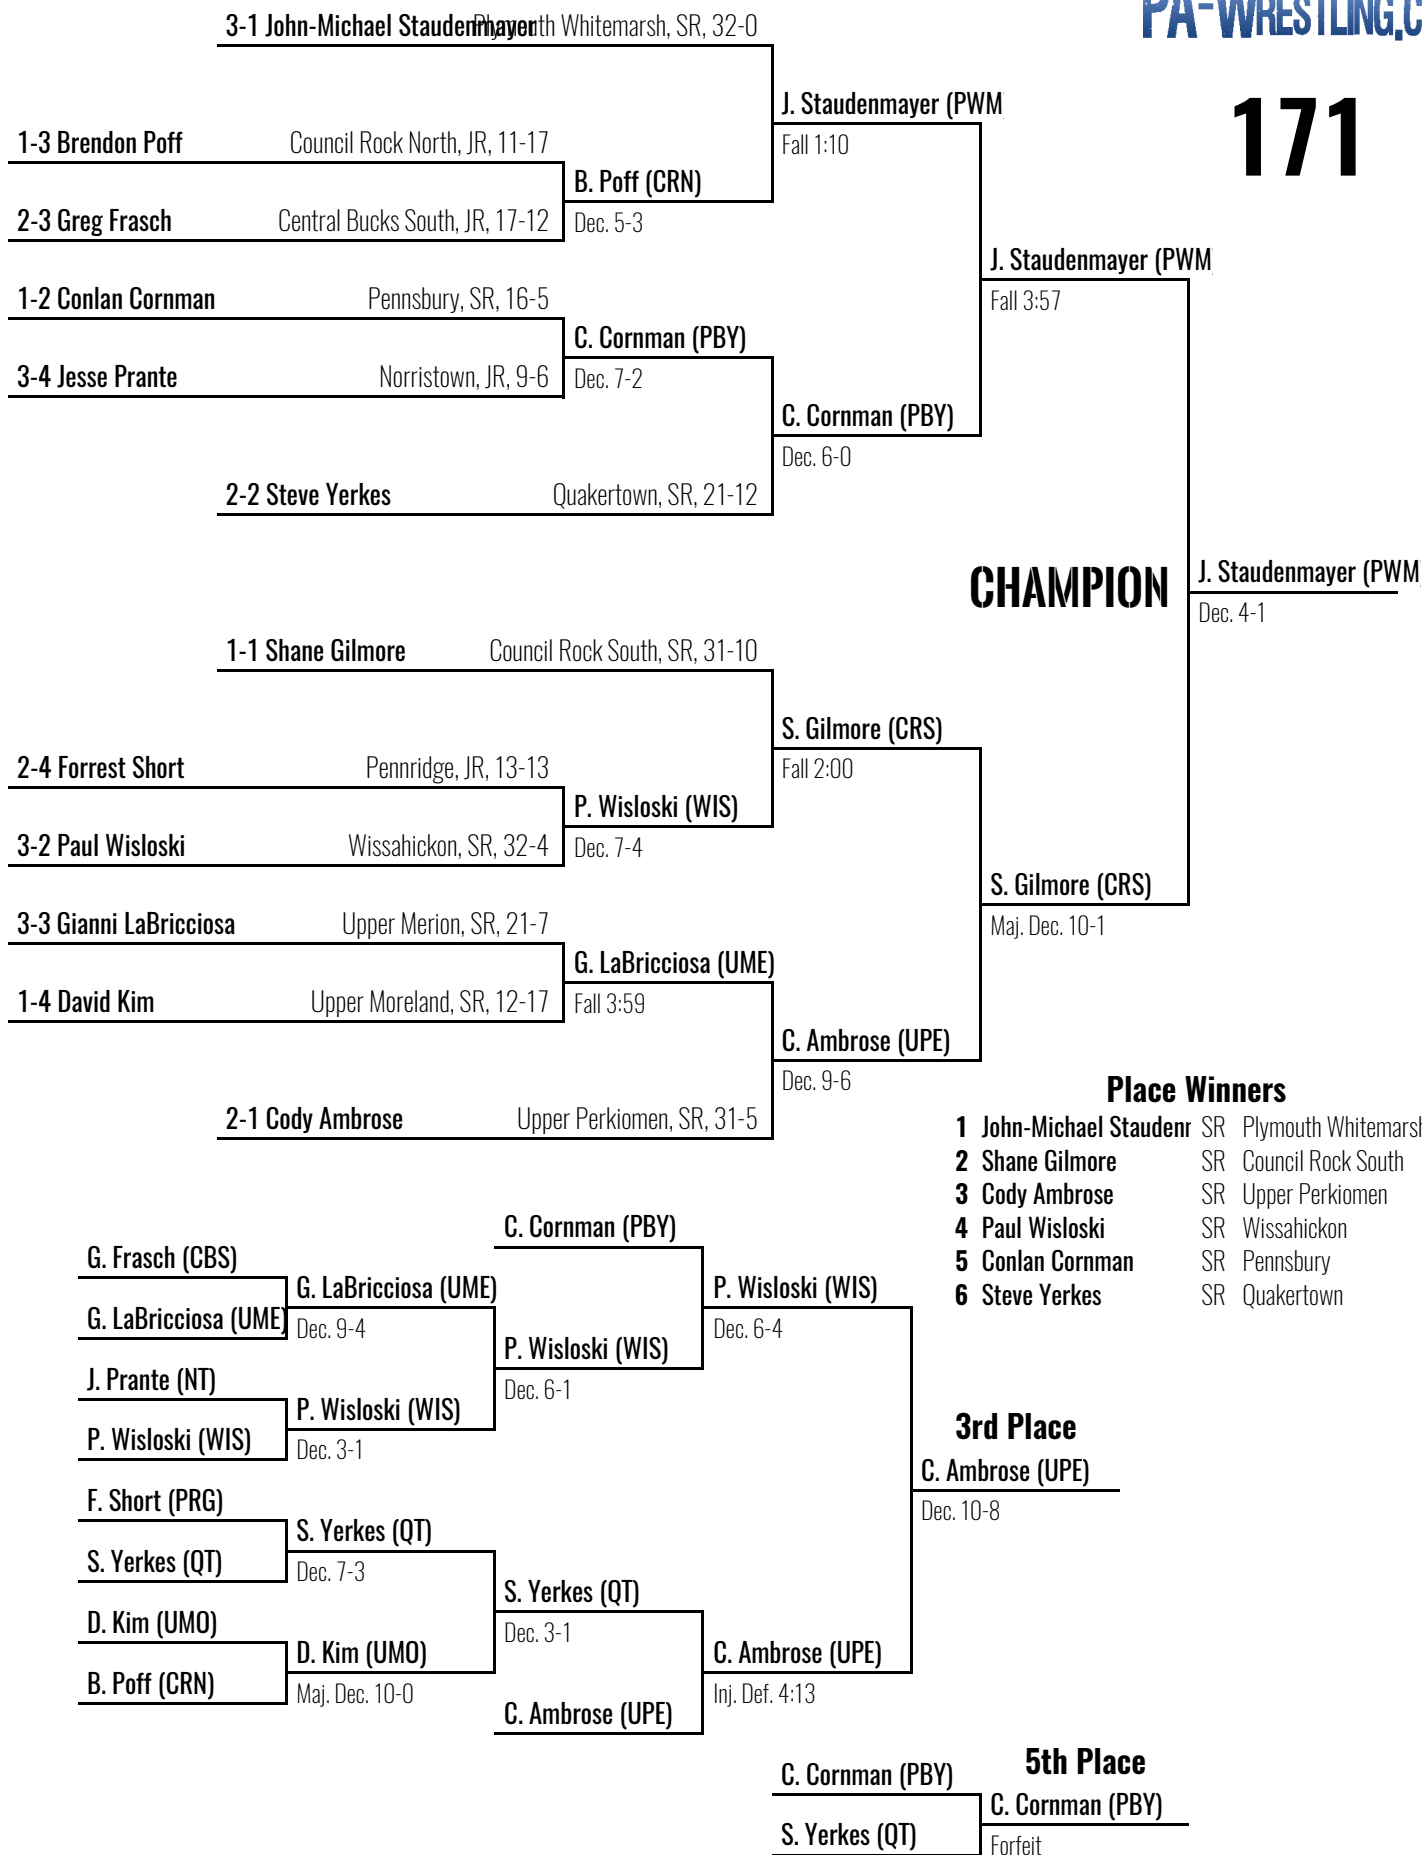 PA-WRESTLING.C
171
3-1 John-Michael Staudenmayer Plymouth Whitemarsh, SR, 32-0
J. Staudenmayer (PWM
Fall 1:10
1-3 Brendon Poff Council Rock North, JR, 11-17
B. Poff (CRN)
Dec. 5-3
2-3 Greg Frasch Central Bucks South, JR, 17-12
J. Staudenmayer (PWM
Fall 3:57
1-2 Conlan Cornman Pennsbury, SR, 16-5
C. Cornman (PBY)
Dec. 7-2
3-4 Jesse Prante Norristown, JR, 9-6
C. Cornman (PBY)
Dec. 6-0
2-2 Steve Yerkes Quakertown, SR, 21-12
CHAMPION
J. Staudenmayer (PWM
Dec. 4-1
1-1 Shane Gilmore Council Rock South, SR, 31-10
S. Gilmore (CRS)
Fall 2:00
2-4 Forrest Short Pennridge, JR, 13-13
P. Wisloski (WIS)
Dec. 7-4
3-2 Paul Wisloski Wissahickon, SR, 32-4
S. Gilmore (CRS)
Maj. Dec. 10-1
3-3 Gianni LaBricciosa Upper Merion, SR, 21-7
G. LaBricciosa (UME)
Fall 3:59
1-4 David Kim Upper Moreland, SR, 12-17
C. Ambrose (UPE)
Dec. 9-6
2-1 Cody Ambrose Upper Perkiomen, SR, 31-5
Place Winners
1 John-Michael Staudenr SR Plymouth Whitemarsh
2 Shane Gilmore SR Council Rock South
3 Cody Ambrose SR Upper Perkiomen
4 Paul Wisloski SR Wissahickon
5 Conlan Cornman SR Pennsbury
6 Steve Yerkes SR Quakertown
C. Cornman (PBY)
G. Frasch (CBS)
G. LaBricciosa (UME)
Dec. 9-4
G. LaBricciosa (UME)
P. Wisloski (WIS)
Dec. 6-4
P. Wisloski (WIS)
Dec. 6-1
J. Prante (NT)
P. Wisloski (WIS)
Dec. 3-1
P. Wisloski (WIS)
3rd Place
C. Ambrose (UPE)
Dec. 10-8
F. Short (PRG)
S. Yerkes (QT)
Dec. 7-3
S. Yerkes (QT)
S. Yerkes (QT)
Dec. 3-1
D. Kim (UMO)
D. Kim (UMO)
Maj. Dec. 10-0
B. Poff (CRN)
C. Ambrose (UPE)
Inj. Def. 4:13
C. Ambrose (UPE)
5th Place
C. Cornman (PBY)
C. Cornman (PBY)
Forfeit
S. Yerkes (QT)